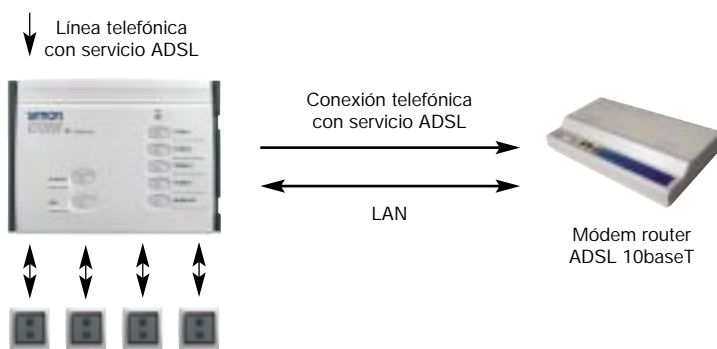 Línea telefónica
con servicio ADSL
simon
Conexión telefónica
con servicio ADSL
LAN
Módem router
ADSL 10baseT